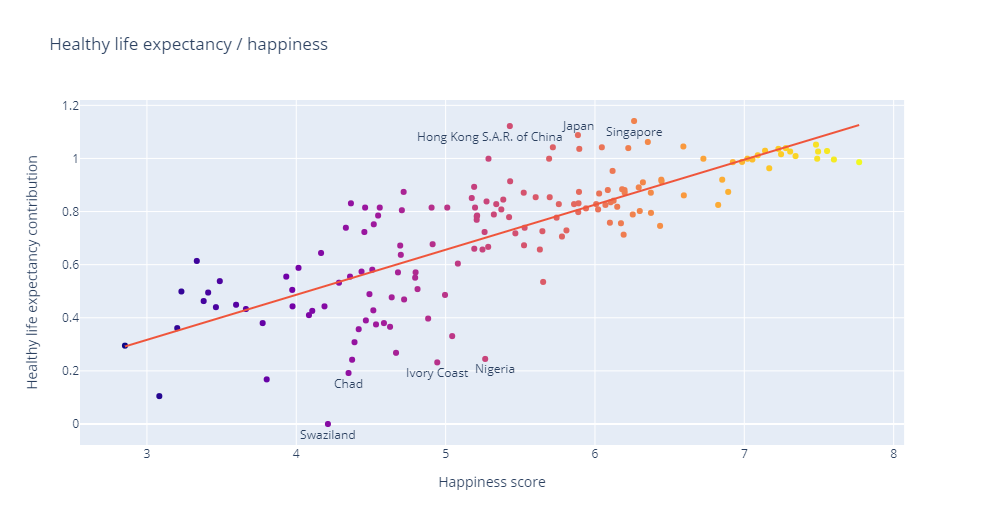 Healthy life expectancy / happiness
1.2
1
0.8
0.6
0.4
0.2
0
Healthy life expectancy contribution
Hong Kong S.A.R. of China
Japan
Singapore
Chad
Ivory Coast
Nigeria
Swaziland
3
4
5
6
7
8
Happiness score